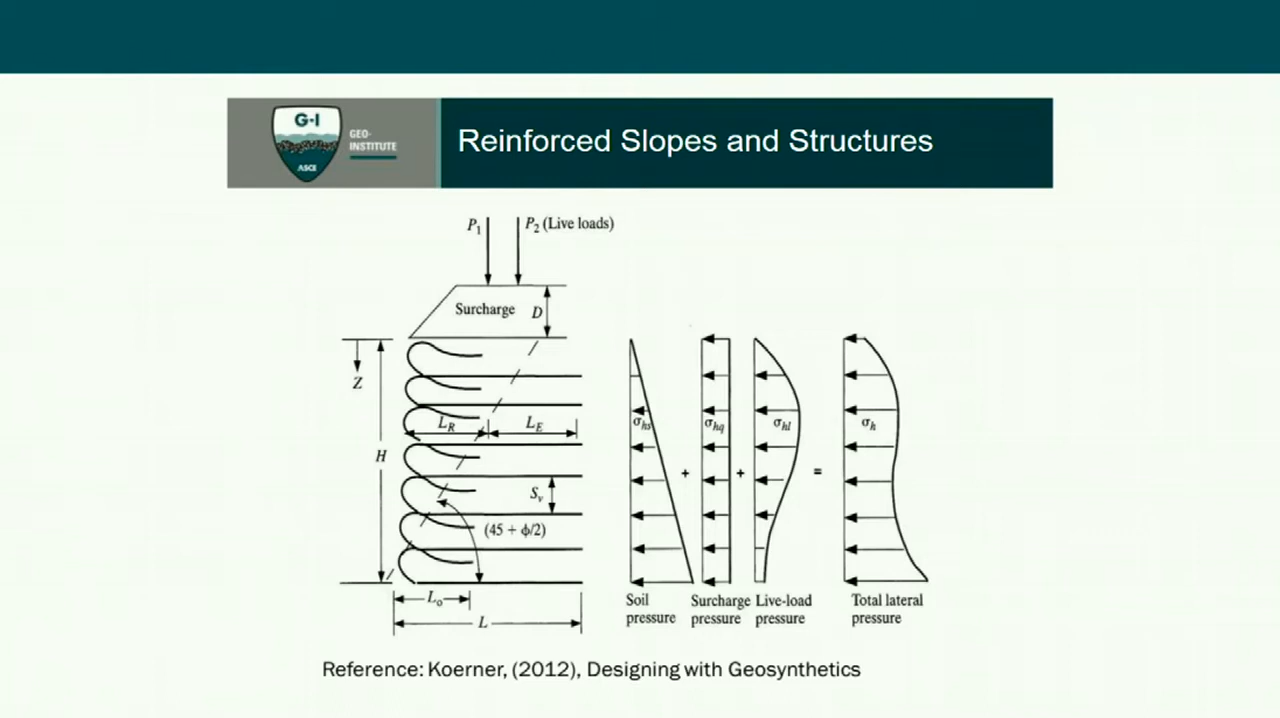 G-I
GEO-
INSTITUTE
ASCE
Reinforced Slopes and Structures
P₁
P₂ (Live loads)
Surcharge
D
Z
H
L_R
L_E
S_v
(45 + ϕ/2)
L_o
L
σ_hs
+
σ_hq
+
σ_hl
=
σ_h
Soil
pressure
Surcharge
pressure
Live-load
pressure
Total lateral
pressure
Reference: Koerner, (2012), Designing with Geosynthetics